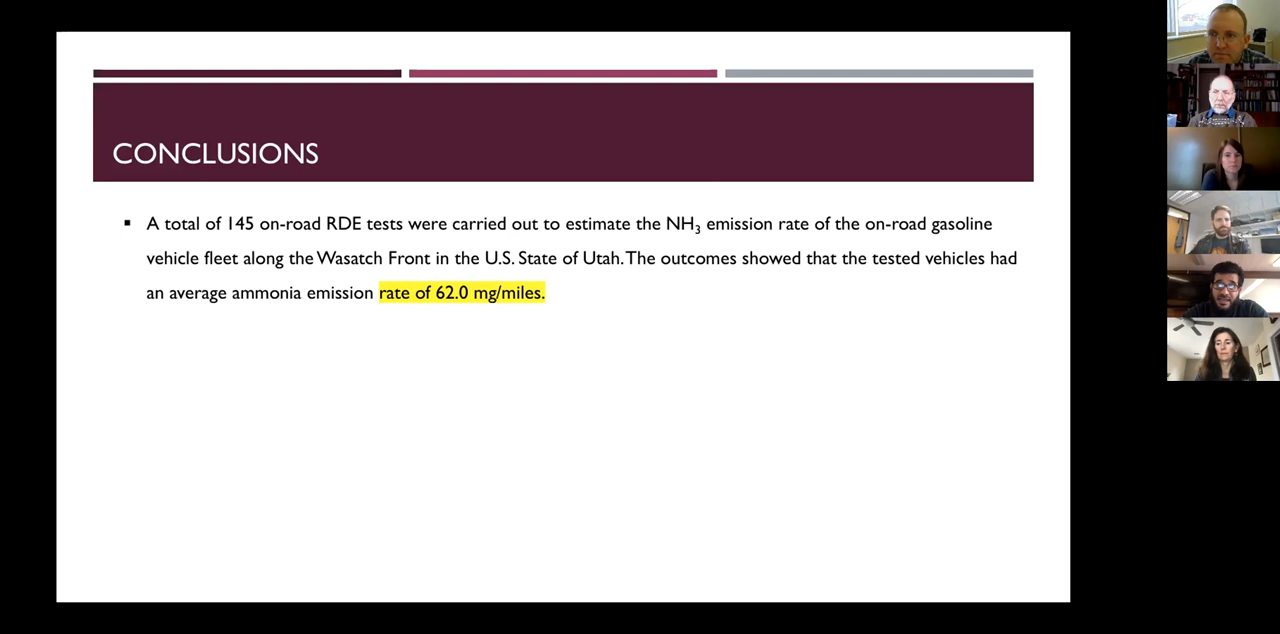 CONCLUSIONS
▪ A total of 145 on-road RDE tests were carried out to estimate the NH₃ emission rate of the on-road gasoline
vehicle fleet along the Wasatch Front in the U.S. State of Utah. The outcomes showed that the tested vehicles had
an average ammonia emission rate of 62.0 mg/miles.